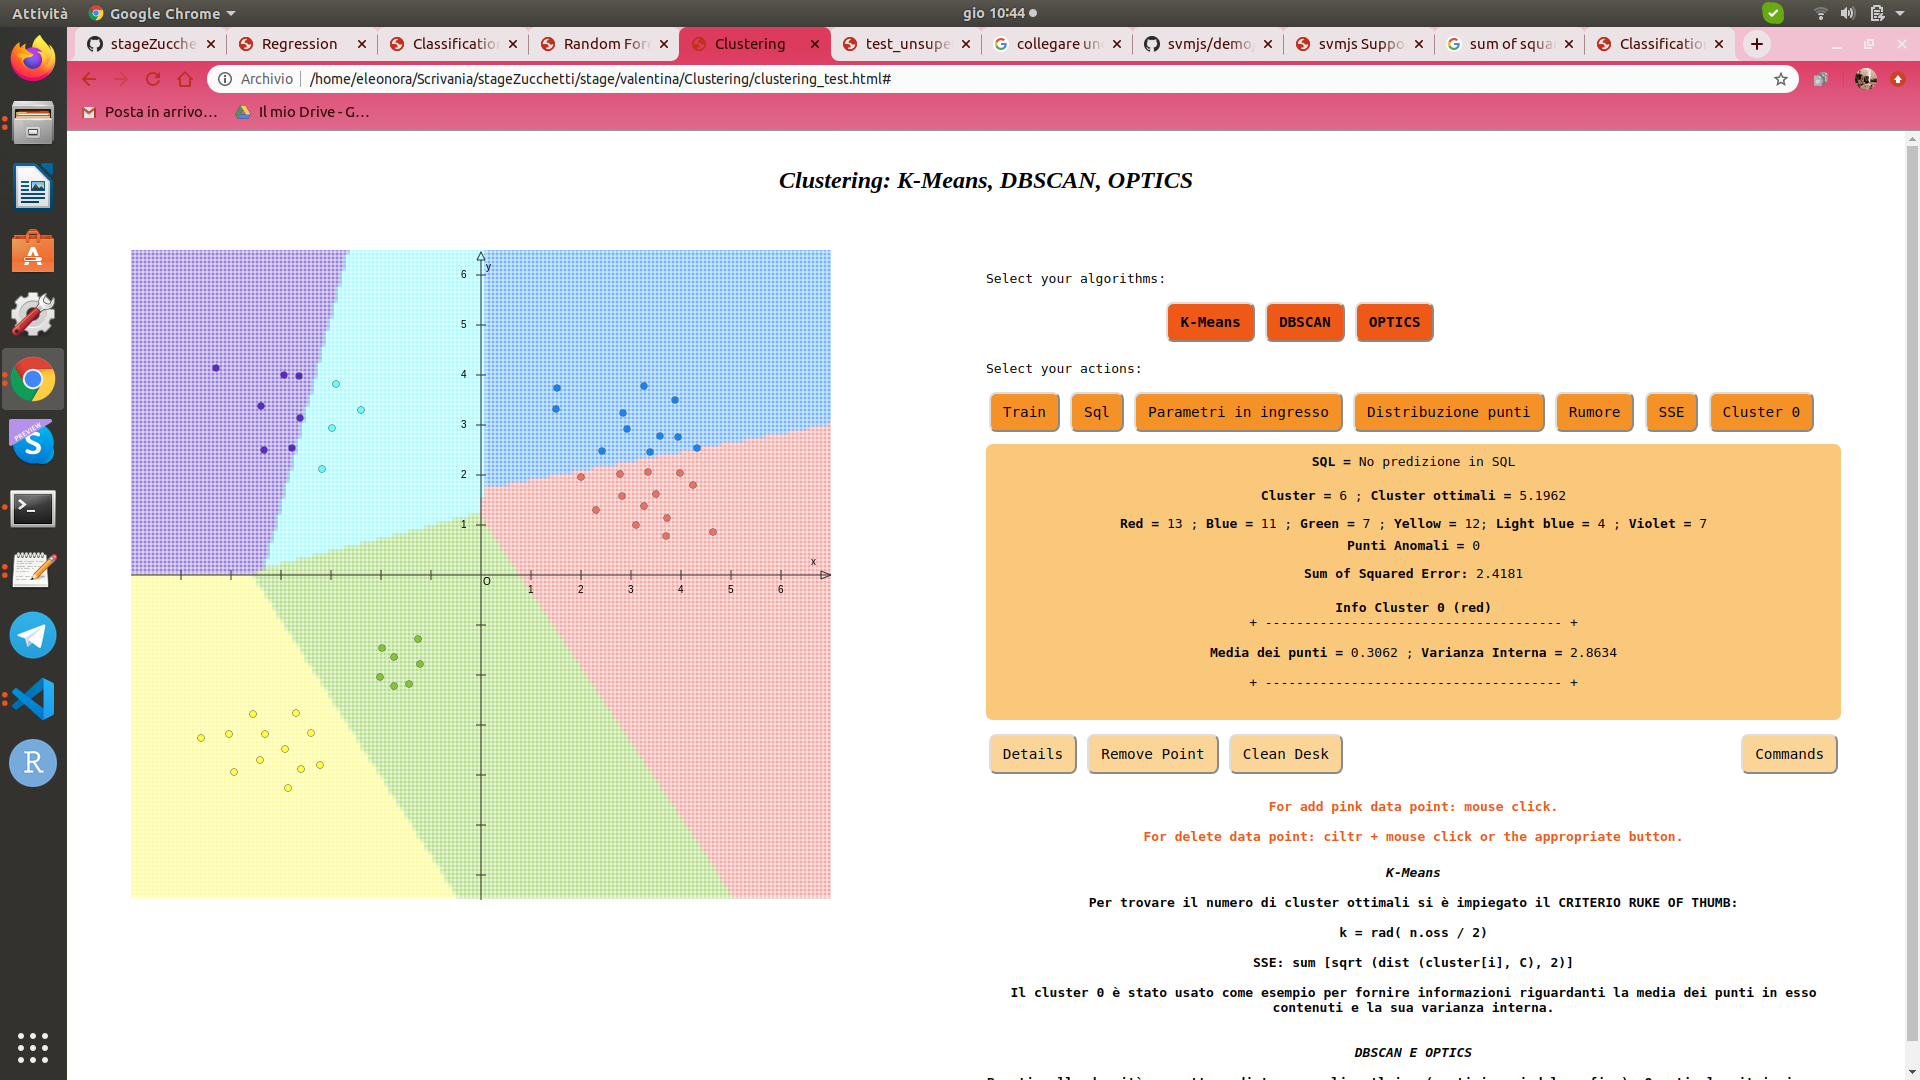 Attività
Google Chrome
gio 10:44
stageZucche
Regression
Classificatio
Random For
Clustering
test_unsupe
collegare un
svmjs/demo
svmjs Suppo
sum of squa
Classificatio
Archivio
/home/eleonora/Scrivania/stageZucchetti/stage/valentina/Clustering/clustering_test.html#
Posta in arrivo…
Il mio Drive - G…
PREVIEW
Clustering: K-Means, DBSCAN, OPTICS
y
6
5
4
3
2
1
x
O
1 2 3 4 5 6
Select your algorithms:
K-Means DBSCAN OPTICS
Select your actions:
Train Sql Parametri in ingresso Distribuzione punti Rumore SSE Cluster 0
SQL = No predizione in SQL
Cluster = 6 ; Cluster ottimali = 5.1962
Red = 13 ; Blue = 11 ; Green = 7 ; Yellow = 12; Light blue = 4 ; Violet = 7
Punti Anomali = 0
Sum of Squared Error: 2.4181
Info Cluster 0 (red)
+ -------------------------------------- +
Media dei punti = 0.3062 ; Varianza Interna = 2.8634
+ -------------------------------------- +
Details Remove Point Clean Desk Commands
For add pink data point: mouse click.
For delete data point: ciltr + mouse click or the appropriate button.
K-Means
Per trovare il numero di cluster ottimali si è impiegato il CRITERIO RUKE OF THUMB:
k = rad( n.oss / 2)
SSE: sum [sqrt (dist (cluster[i], C), 2)]
Il cluster 0 è stato usato come esempio per fornire informazioni riguardanti la media dei punti in esso
contenuti e la sua varianza interna.
DBSCAN E OPTICS